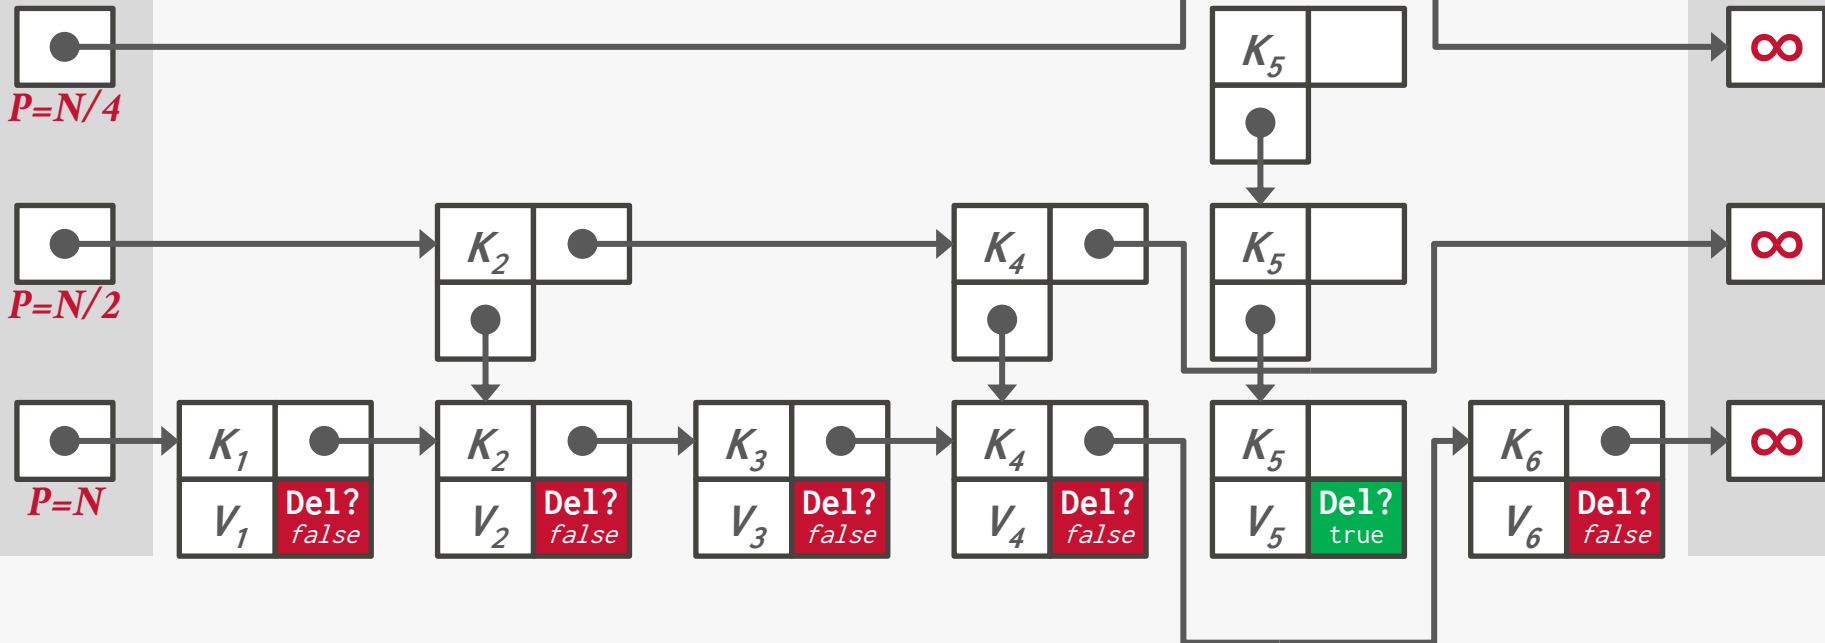 K5 ∞
P=N/4
K2 K4 K5 ∞
P=N/2
K1 K2 K3 K4 K5 K6 ∞
P=N
V1 Del? V2 Del? V3 Del? V4 Del? V5 Del? V6 Del?
false false false false true false